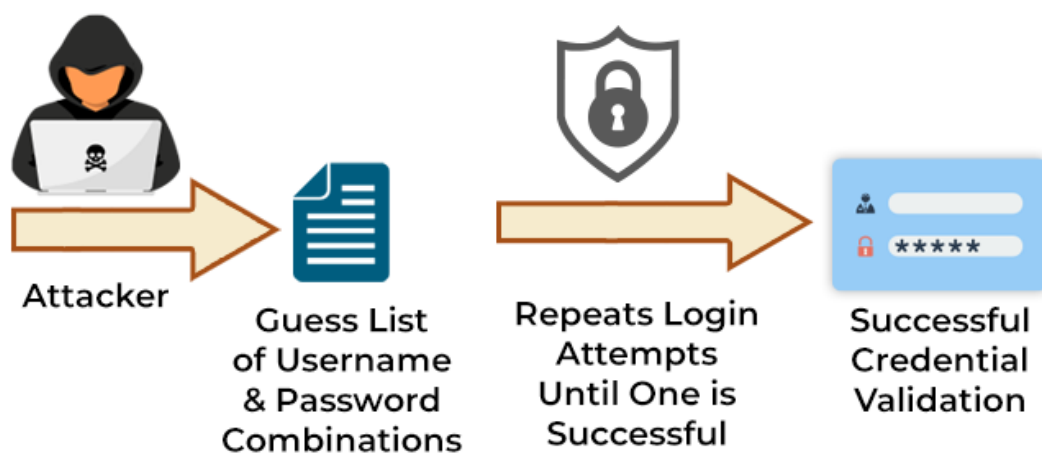 Attacker
Guess List
of Username
& Password
Combinations
Repeats Login
Attempts
Until One is
Successful
*****
Successful
Credential
Validation